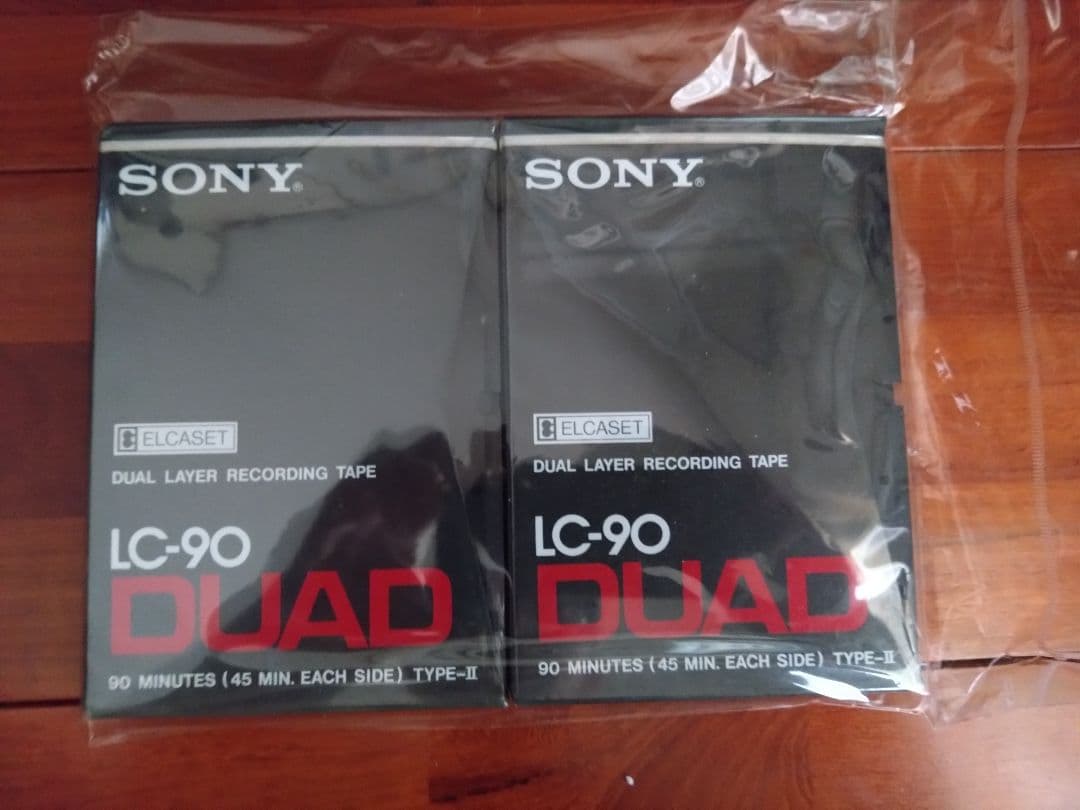 SONY®
ELCASET
DUAL LAYER RECORDING TAPE
LC-90
DUAD
90 MINUTES (45 MIN. EACH SIDE) TYPE-II
SONY®
ELCASET
DUAL LAYER RECORDING TAPE
LC-90
DUAD
90 MINUTES (45 MIN. EACH SIDE) TYPE-II